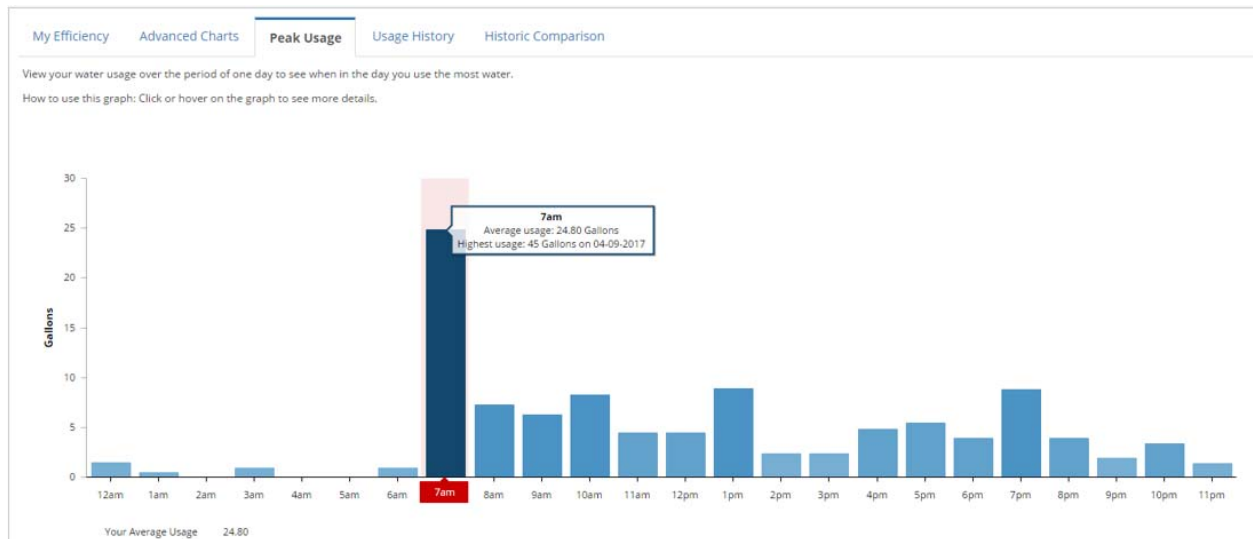 My Efficiency Advanced Charts Peak Usage Usage History Historic Comparison
View your water usage over the period of one day to see when in the day you use the most water.
How to use this graph: Click or hover on the graph to see more details.
30
25
20
15
10
5
0
Gallons
7am
Average usage: 24.80 Gallons
Highest usage: 45 Gallons on 04-09-2017
12am 1am 2am 3am 4am 5am 6am 7am 8am 9am 10am 11am 12pm 1pm 2pm 3pm 4pm 5pm 6pm 7pm 8pm 9pm 10pm 11pm
Your Average Usage 24.80